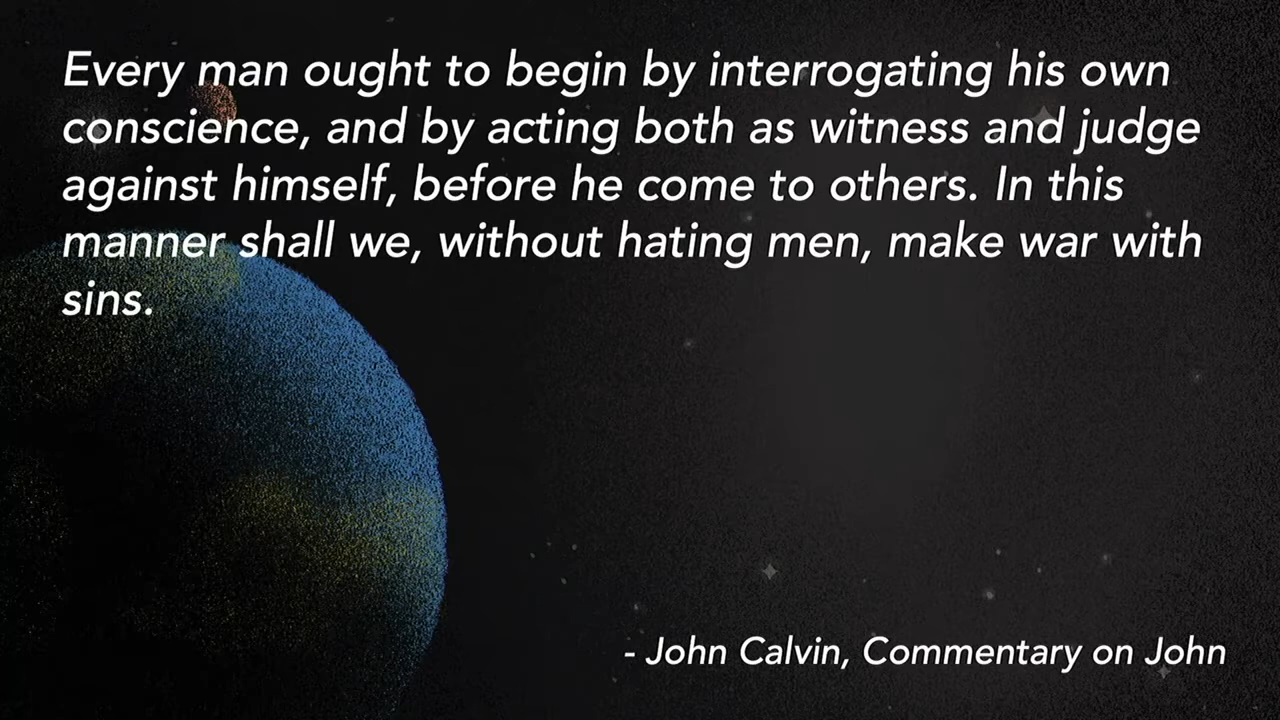 Every man ought to begin by interrogating his own
conscience, and by acting both as witness and judge
against himself, before he come to others. In this
manner shall we, without hating men, make war with
sins.
- John Calvin, Commentary on John